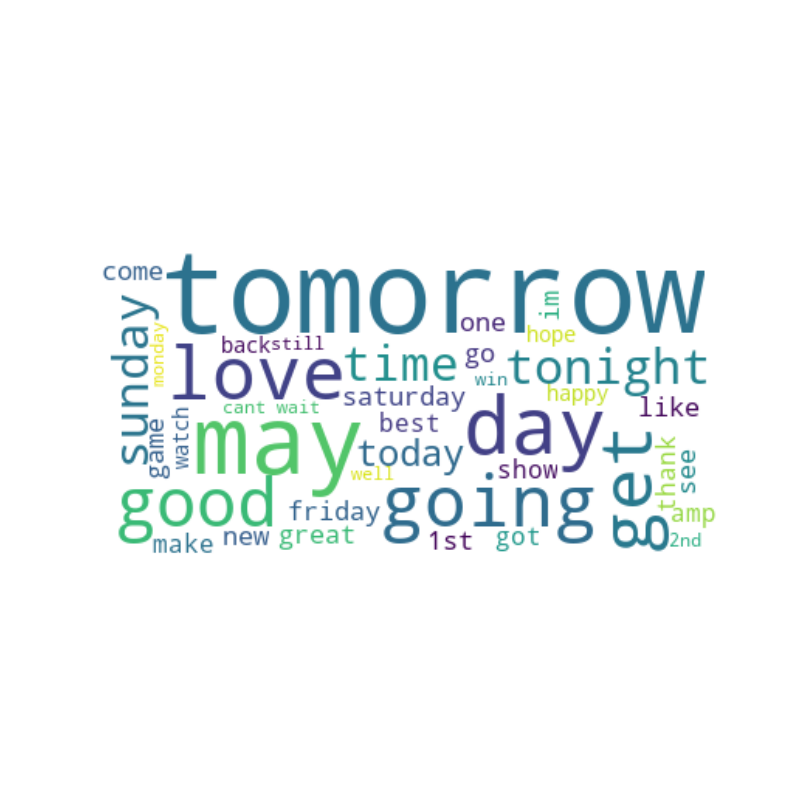 come
tomorrow
sunday
monday
back
still
one
im
hope
love
time
go
tonight
win
cant wait
saturday
happy
like
game
watch
may
best
day
today
well
show
get
thank
see
good
friday
going
amp
make
new
great
1st
got
2nd